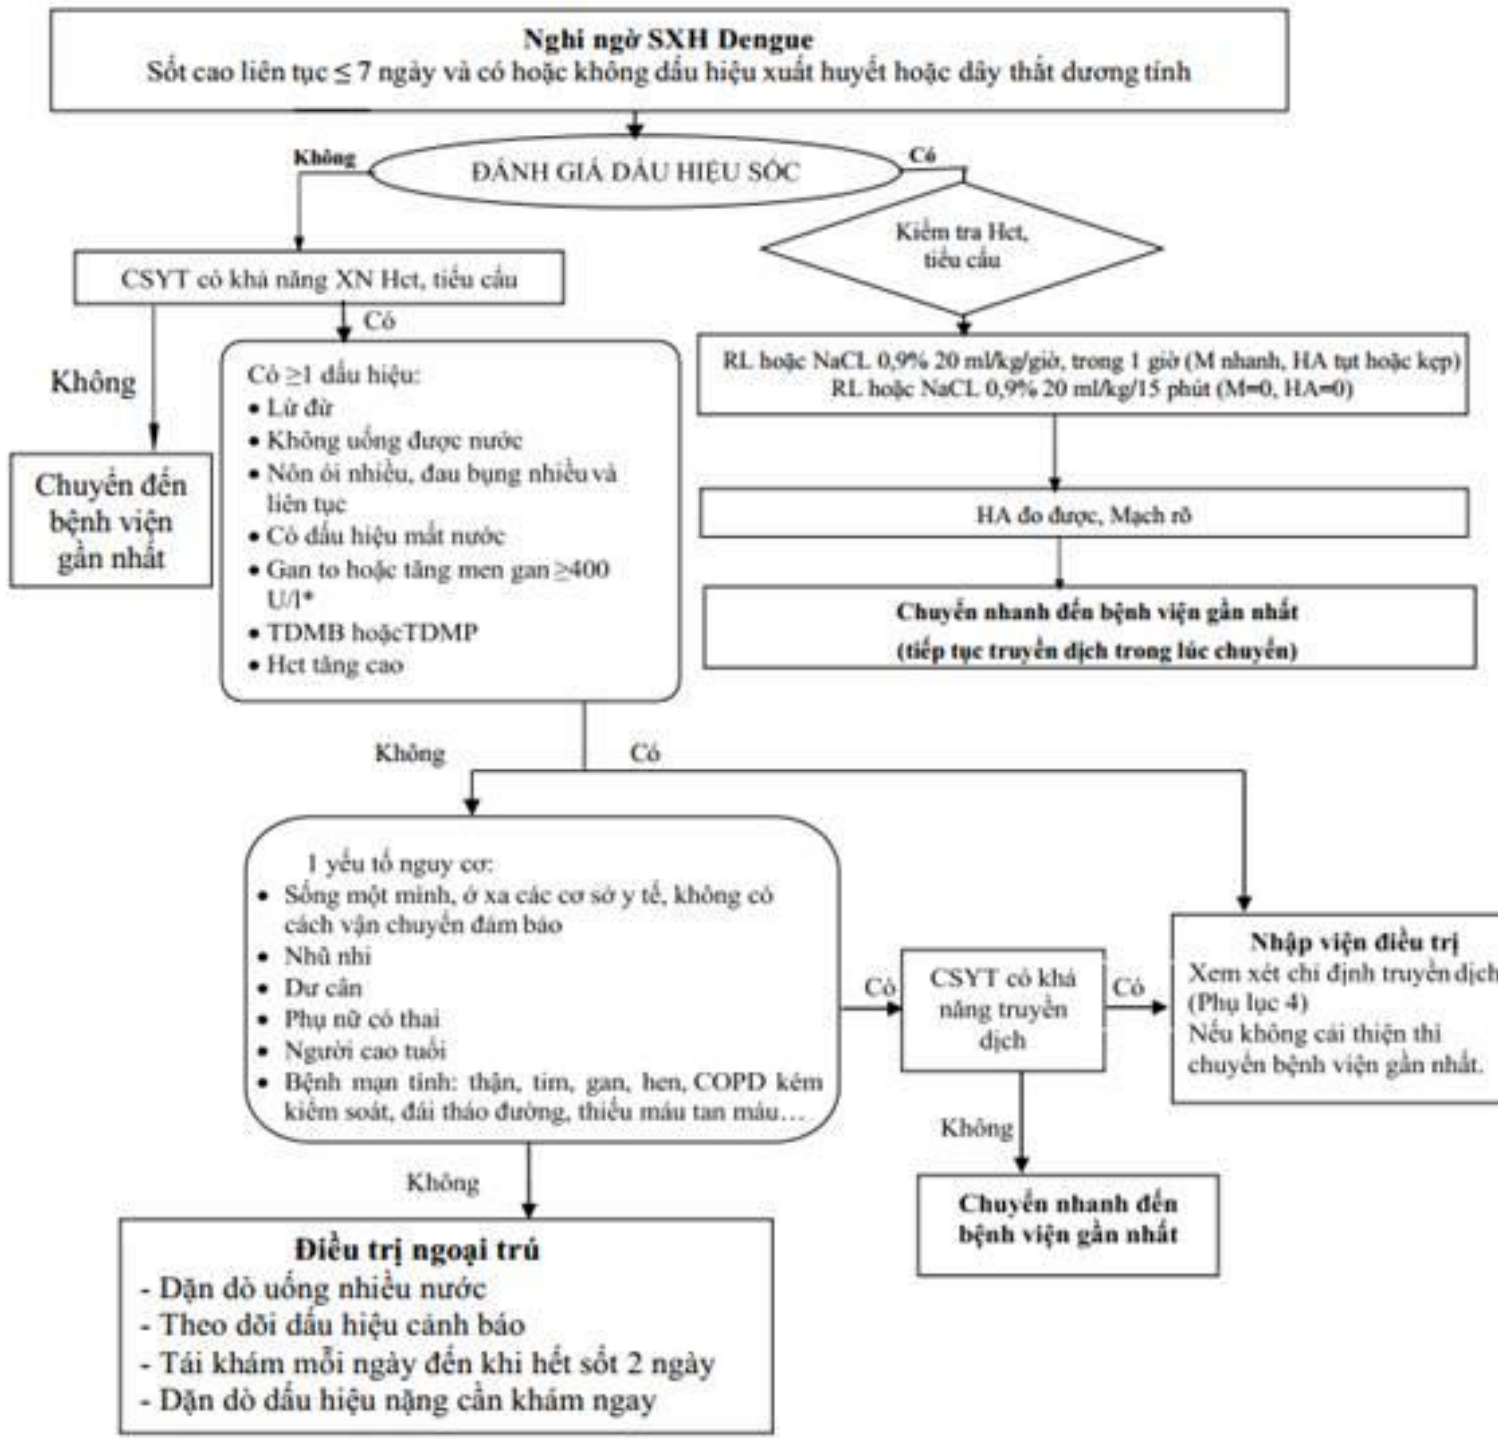 Nghi ngờ SXH Dengue
Sốt cao liên tục ≤ 7 ngày và có hoặc không dấu hiệu xuất huyết hoặc dây thắt dương tính
Không
ĐÁNH GIÁ DẤU HIỆU SỐC
Có
Kiểm tra Hct,
tiểu cầu
CSYT có khả năng XN Hct, tiểu cầu
Có
Không
Chuyển đến
bệnh viện
gần nhất
Có ≥1 dấu hiệu:
• Lừ đừ
• Không uống được nước
• Nôn ói nhiều, đau bụng nhiều và
liên tục
• Có dấu hiệu mất nước
• Gan to hoặc tăng men gan ≥400
U/l*
• TDMB hoặcTDMP
• Hct tăng cao
RL hoặc NaCL 0,9% 20 ml/kg/giờ, trong 1 giờ (M nhanh, HA tụt hoặc kẹp)
RL hoặc NaCL 0,9% 20 ml/kg/15 phút (M=0, HA=0)
HA đo được, Mạch rõ
Chuyển nhanh đến bệnh viện gần nhất
(tiếp tục truyền dịch trong lúc chuyển)
Không
Có
1 yếu tố nguy cơ:
• Sống một mình, ở xa các cơ sở y tế, không có
cách vận chuyển đảm bảo
• Nhũ nhi
• Dư cân
• Phụ nữ có thai
• Người cao tuổi
• Bệnh mạn tính: thận, tim, gan, hen, COPD kém
kiểm soát, đái tháo đường, thiếu máu tan máu…
Có
CSYT có khả
năng truyền
dịch
Có
Nhập viện điều trị
Xem xét chỉ định truyền dịch
(Phụ lục 4)
Nếu không cải thiện thì
chuyển bệnh viện gần nhất.
Không
Chuyển nhanh đến
bệnh viện gần nhất
Không
Điều trị ngoại trú
- Dặn dò uống nhiều nước
- Theo dõi dấu hiệu cảnh báo
- Tái khám mỗi ngày đến khi hết sốt 2 ngày
- Dặn dò dấu hiệu nặng cần khám ngay